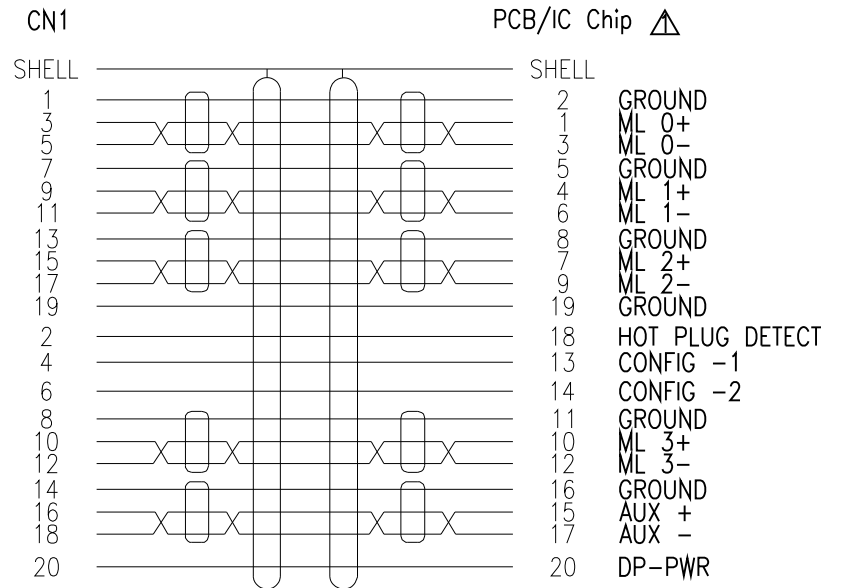 CN1 PCB/IC Chip 1
SHELL SHELL
1 2 GROUND
3 1 ML 0+
5 3 ML 0-
7 5 GROUND
9 4 ML 1+
11 6 ML 1-
13 8 GROUND
15 7 ML 2+
17 9 ML 2-
19 19 GROUND
2 18 HOT PLUG DETECT
4 13 CONFIG -1
6 14 CONFIG -2
8 11 GROUND
10 10 ML 3+
12 12 ML 3-
14 16 GROUND
16 15 AUX +
18 17 AUX -
20 20 DP-PWR